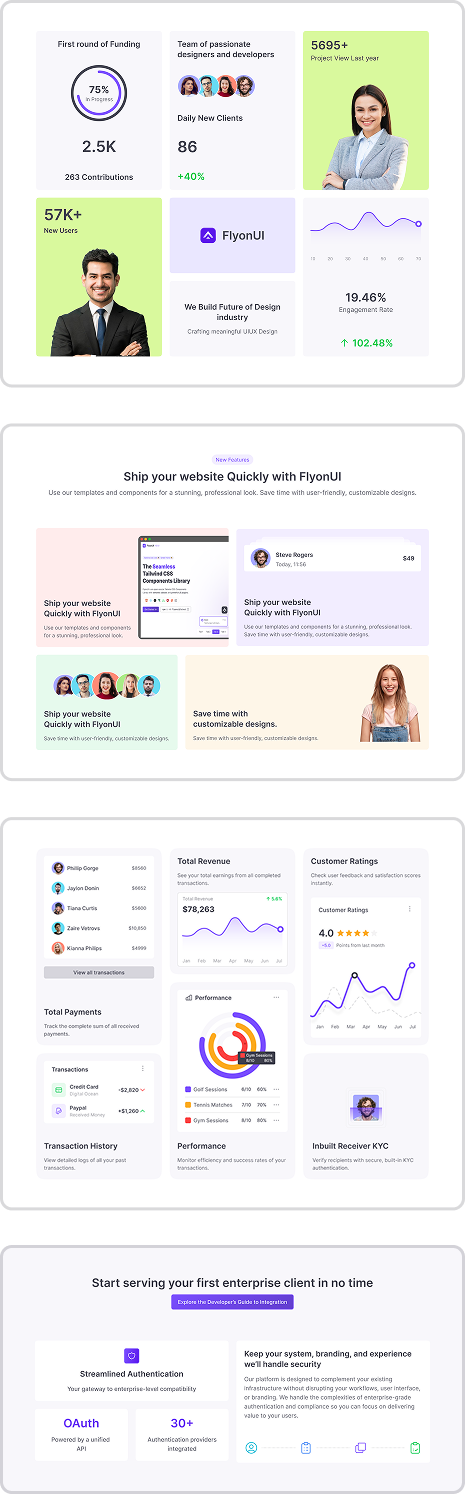 First round of Funding
75%
In Progress
2.5K
263 Contributions
Team of passionate
designers and developers
Daily New Clients
86
+40%
5695+
Project View Last year
57K+
New Users
FlyonUI
We Build Future of Design
industry
Crafting meaningful UIUX Design
10 20 30 40 50 60 70
19.46%
Engagement Rate
↑ 102.48%
New Features
Ship your website Quickly with FlyonUI
Use our templates and components for a stunning, professional look. Save time with user-friendly, customizable designs.
The Seamless
Tailwind CSS
Components Library
Ship your website
Quickly with FlyonUI
Use our templates and components
for a stunning, professional look.
Steve Rogers
Today, 11:56
$49
Ship your website
Quickly with FlyonUI
Use our templates and components for a stunning, professional look.
Save time with user-friendly, customizable designs.
Ship your website
Quickly with FlyonUI
Save time with user-friendly, customizable designs.
Save time with
customizable designs.
Save time with user-friendly, customizable designs.
Phillip Gorge $8560
Jaylon Donin $6652
Tiana Curtis $5600
Zaire Vetrovs $10,850
Kianna Philips $4999
View all transactions
Total Payments
Track the complete sum of all received
payments.
Transactions
Credit Card -$2,820
Digital Ocean
Paypal +$1,260
Received Money
Transaction History
View detailed logs of all your past
transactions.
Total Revenue
See your total earnings from all completed
transactions.
Total Revenue ↑ 5.6%
$78,263
Jan Feb Mar Apr May Jun Jul
Performance
Gym Sessions
8/10 80%
Golf Sessions 6/10 60%
Tennis Matches 7/10 70%
Gym Sessions 8/10 80%
Performance
Monitor efficiency and success rates of your
transactions.
Customer Ratings
Check user feedback and satisfaction scores
instantly.
Customer Ratings
4.0
+5.0 Points from last month
Jan Feb Mar Apr May Jun Jul
Inbuilt Receiver KYC
Verify recipients with secure, built-in KYC
authentication.
Start serving your first enterprise client in no time
Explore the Developer's Guide to Integration
Streamlined Authentication
Your gateway to enterprise-level compatibility
OAuth
Powered by a unified
API
30+
Authentication providers
integrated
Keep your system, branding, and experience
we'll handle security
Our platform is designed to complement your existing
infrastructure without disrupting your workflows, user interface,
or branding. We handle the complexities of enterprise-grade
authentication and compliance so you can focus on delivering
value to your users.